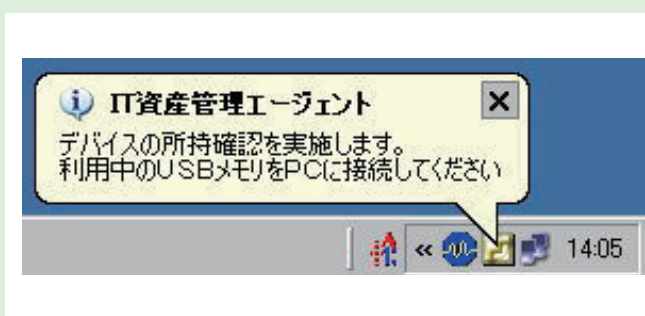 IT資産管理エージェント
デバイスの所持確認を実施します。
利用中のUSBメモリをPCに接続してください
14:05